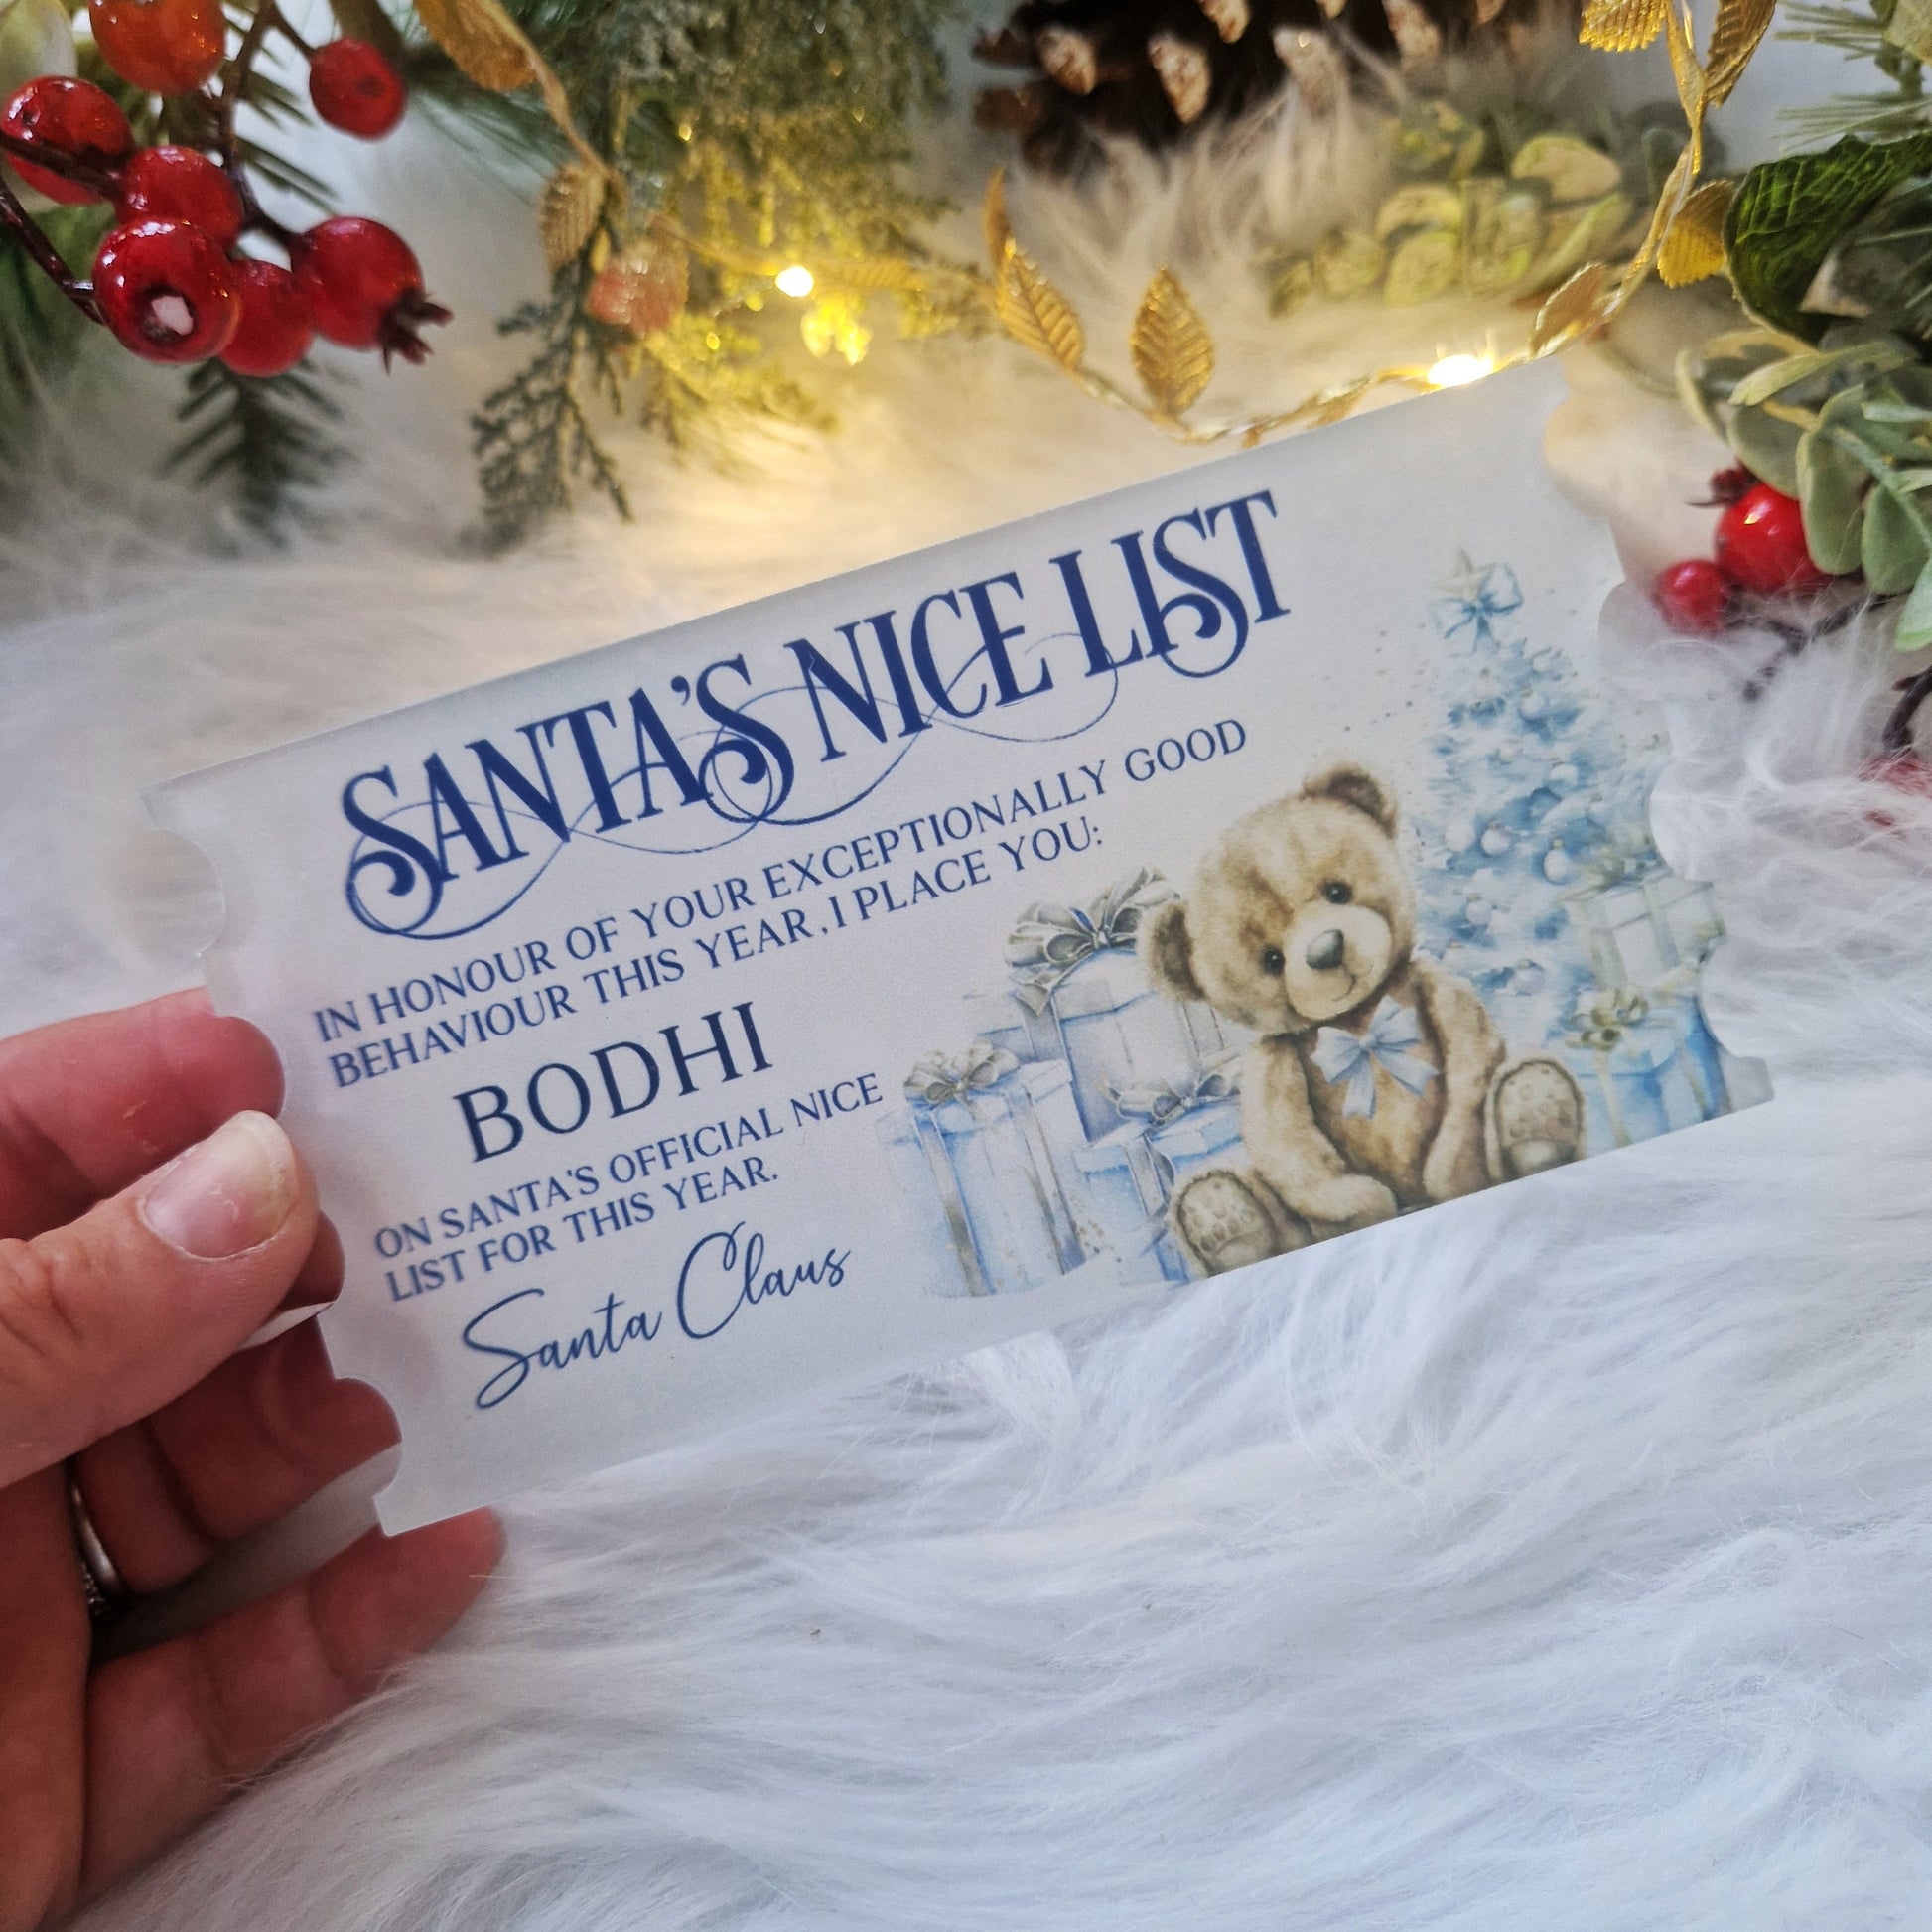 SANTA'S NICE LIST
IN HONOUR OF YOUR EXCEPTIONALLY GOOD
BEHAVIOUR THIS YEAR, I PLACE YOU:
BODHI
ON SANTA'S OFFICIAL NICE
LIST FOR THIS YEAR.
Santa Claus